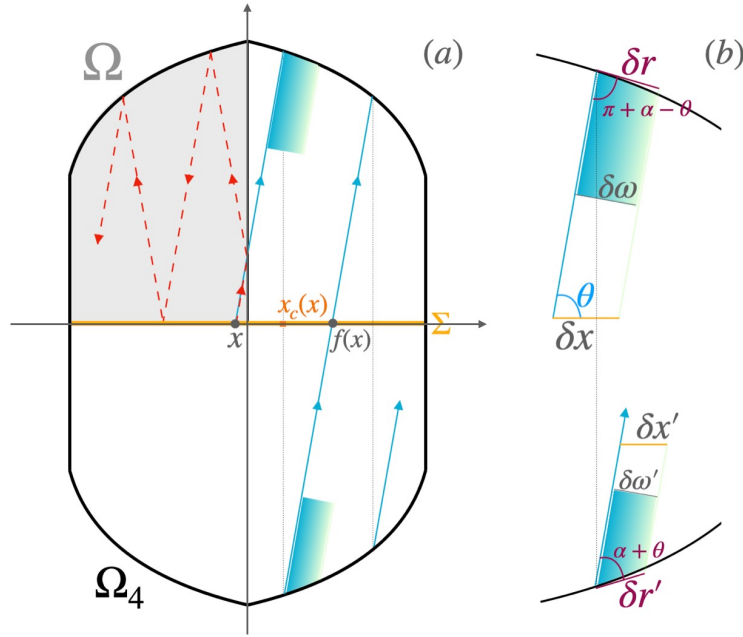 Ω
(a)
x_c(x)
x
f(x)
Σ
Ω₄
(b)
δr
π + α − θ
δω
θ
δx
δx′
δω′
α + θ
δr′